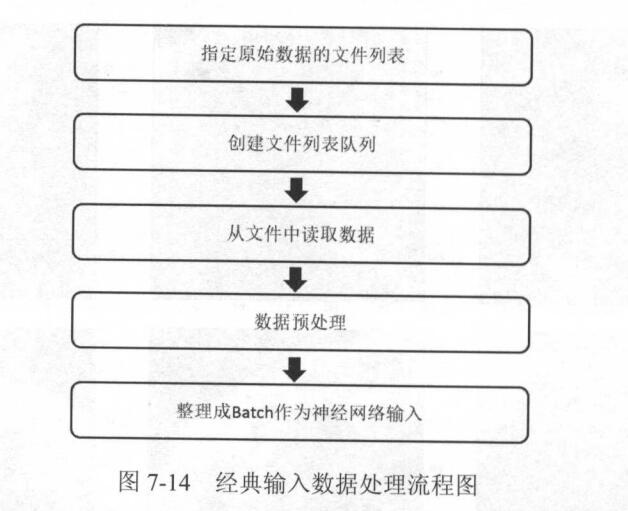 指定原始数据的文件列表
创建文件列表队列
从文件中读取数据
数据预处理
整理成Batch作为神经网络输入
图 7-14 经典输入数据处理流程图